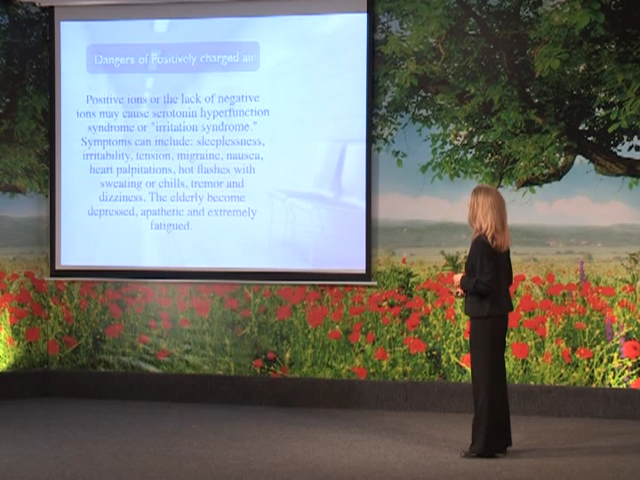 Dangers of Positively charged air
Positive ions or the lack of negative
ions may cause serotonin hyperfunction
syndrome or "irritation syndrome."
Symptoms can include: sleeplessness,
irritability, tension, migraine, nausea,
heart palpitations, hot flashes with
sweating or chills, tremor and
dizziness. The elderly become
depressed, apathetic and extremely
fatigued.